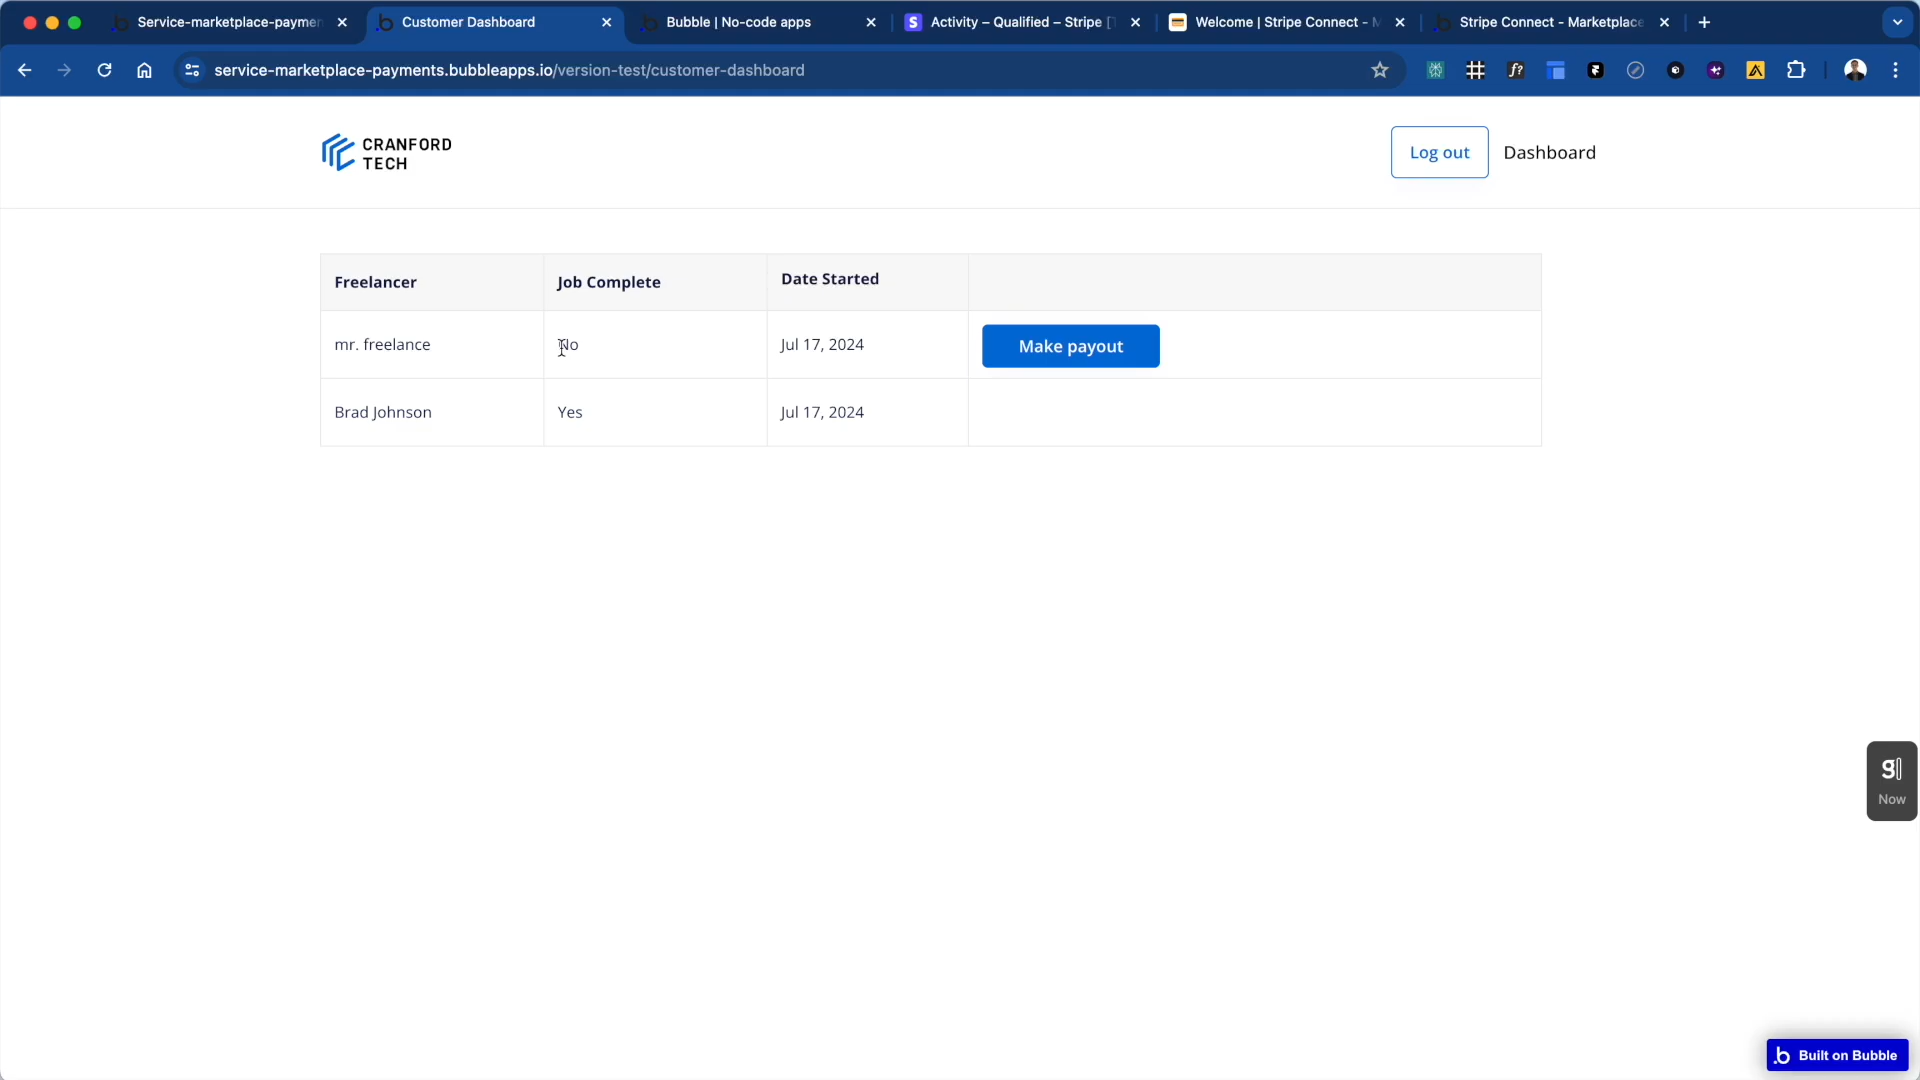 Service-marketplace-paymen
Customer Dashboard
Bubble | No-code apps
S
Activity – Qualified – Stripe [T
Welcome | Stripe Connect - M
Stripe Connect - Marketplace
service-marketplace-payments.bubbleapps.io/version-test/customer-dashboard
CRANFORD
TECH
Log out
Dashboard
Freelancer
Job Complete
Date Started
mr. freelance
No
Jul 17, 2024
Make payout
Brad Johnson
Yes
Jul 17, 2024
g
Now
b Built on Bubble